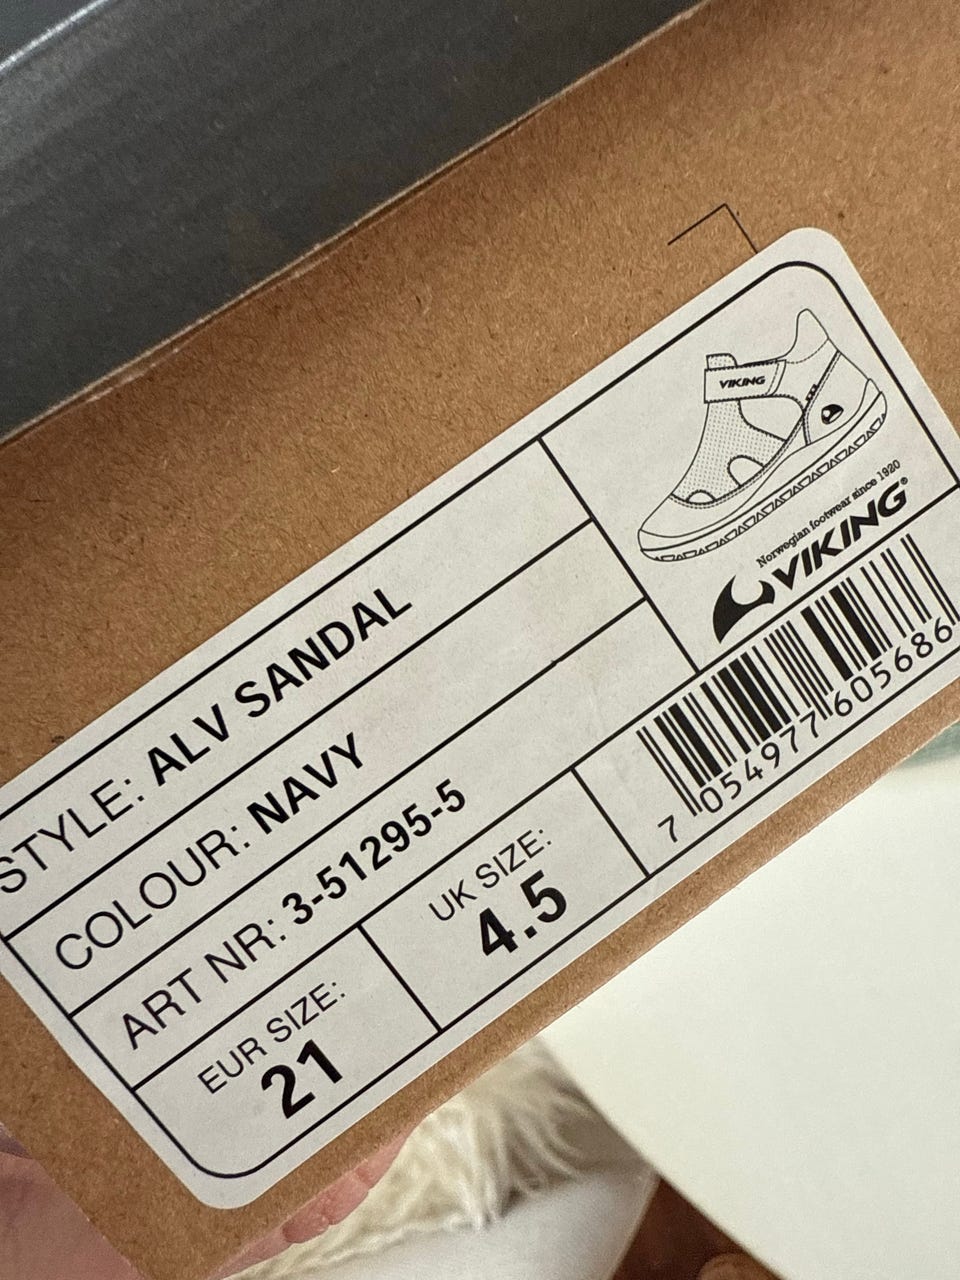 VIKING
Norwegian footwear since 1920
VIKING®
STYLE: ALV SANDAL
COLOUR: NAVY
ART NR: 3-51295-5
EUR SIZE:
21
UK SIZE:
4.5
7 054977 605686